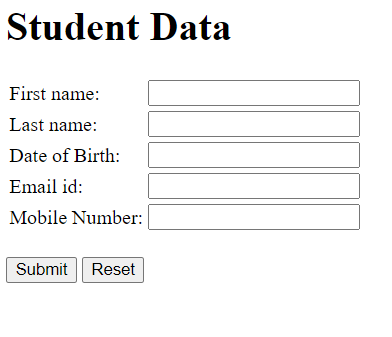 Student Data
First name:
Last name:
Date of Birth:
Email id:
Mobile Number:
Submit Reset